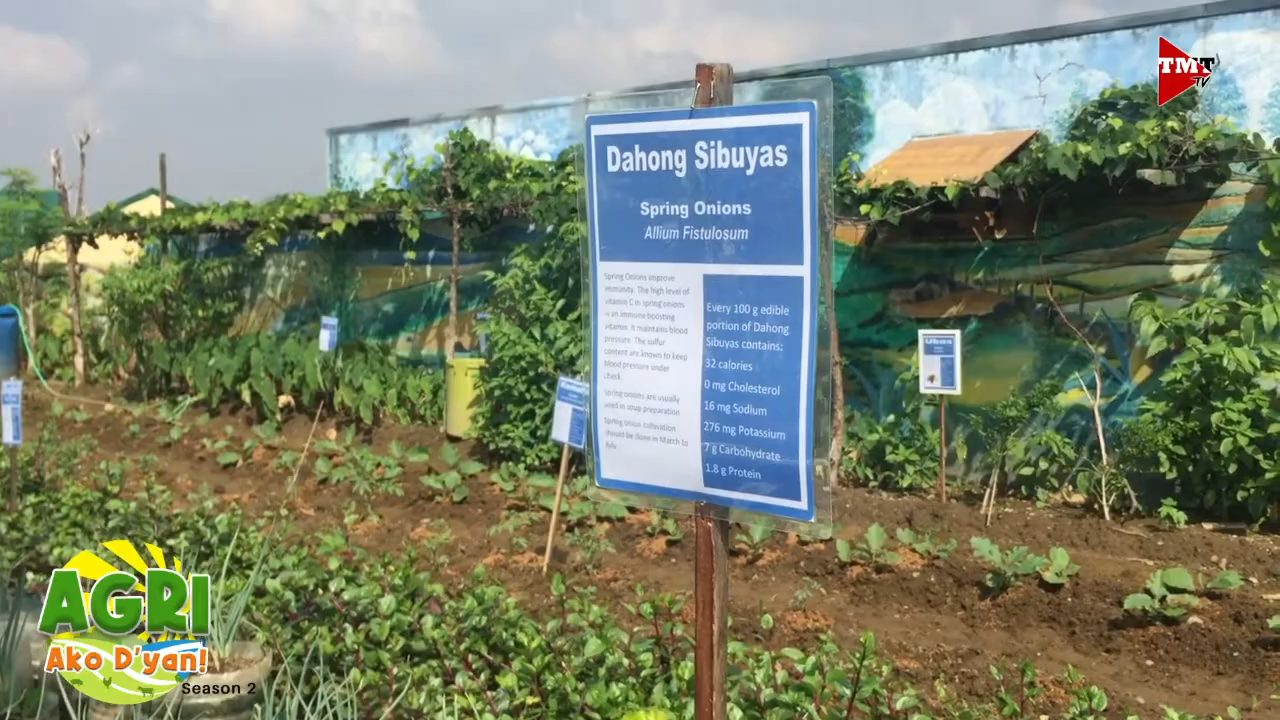 TMT
TV
Dahong Sibuyas
Spring Onions
Allium Fistulosum
Spring Onions improve
immunity. The high level of
vitamin C in spring onions
is an immune boosting
vitamin. It maintains blood
pressure. The sulfur
content are known to keep
blood pressure under
check.
Spring onions are usually
used in soup preparation
Spring onion cultivation
should be done in March to
July.
Every 100 g edible
portion of Dahong
Sibuyas contains:
32 calories
0 mg Cholesterol
16 mg Sodium
276 mg Potassium
7 g Carbohydrate
1.8 g Protein
AGRI
Ako D'yan!
Season 2